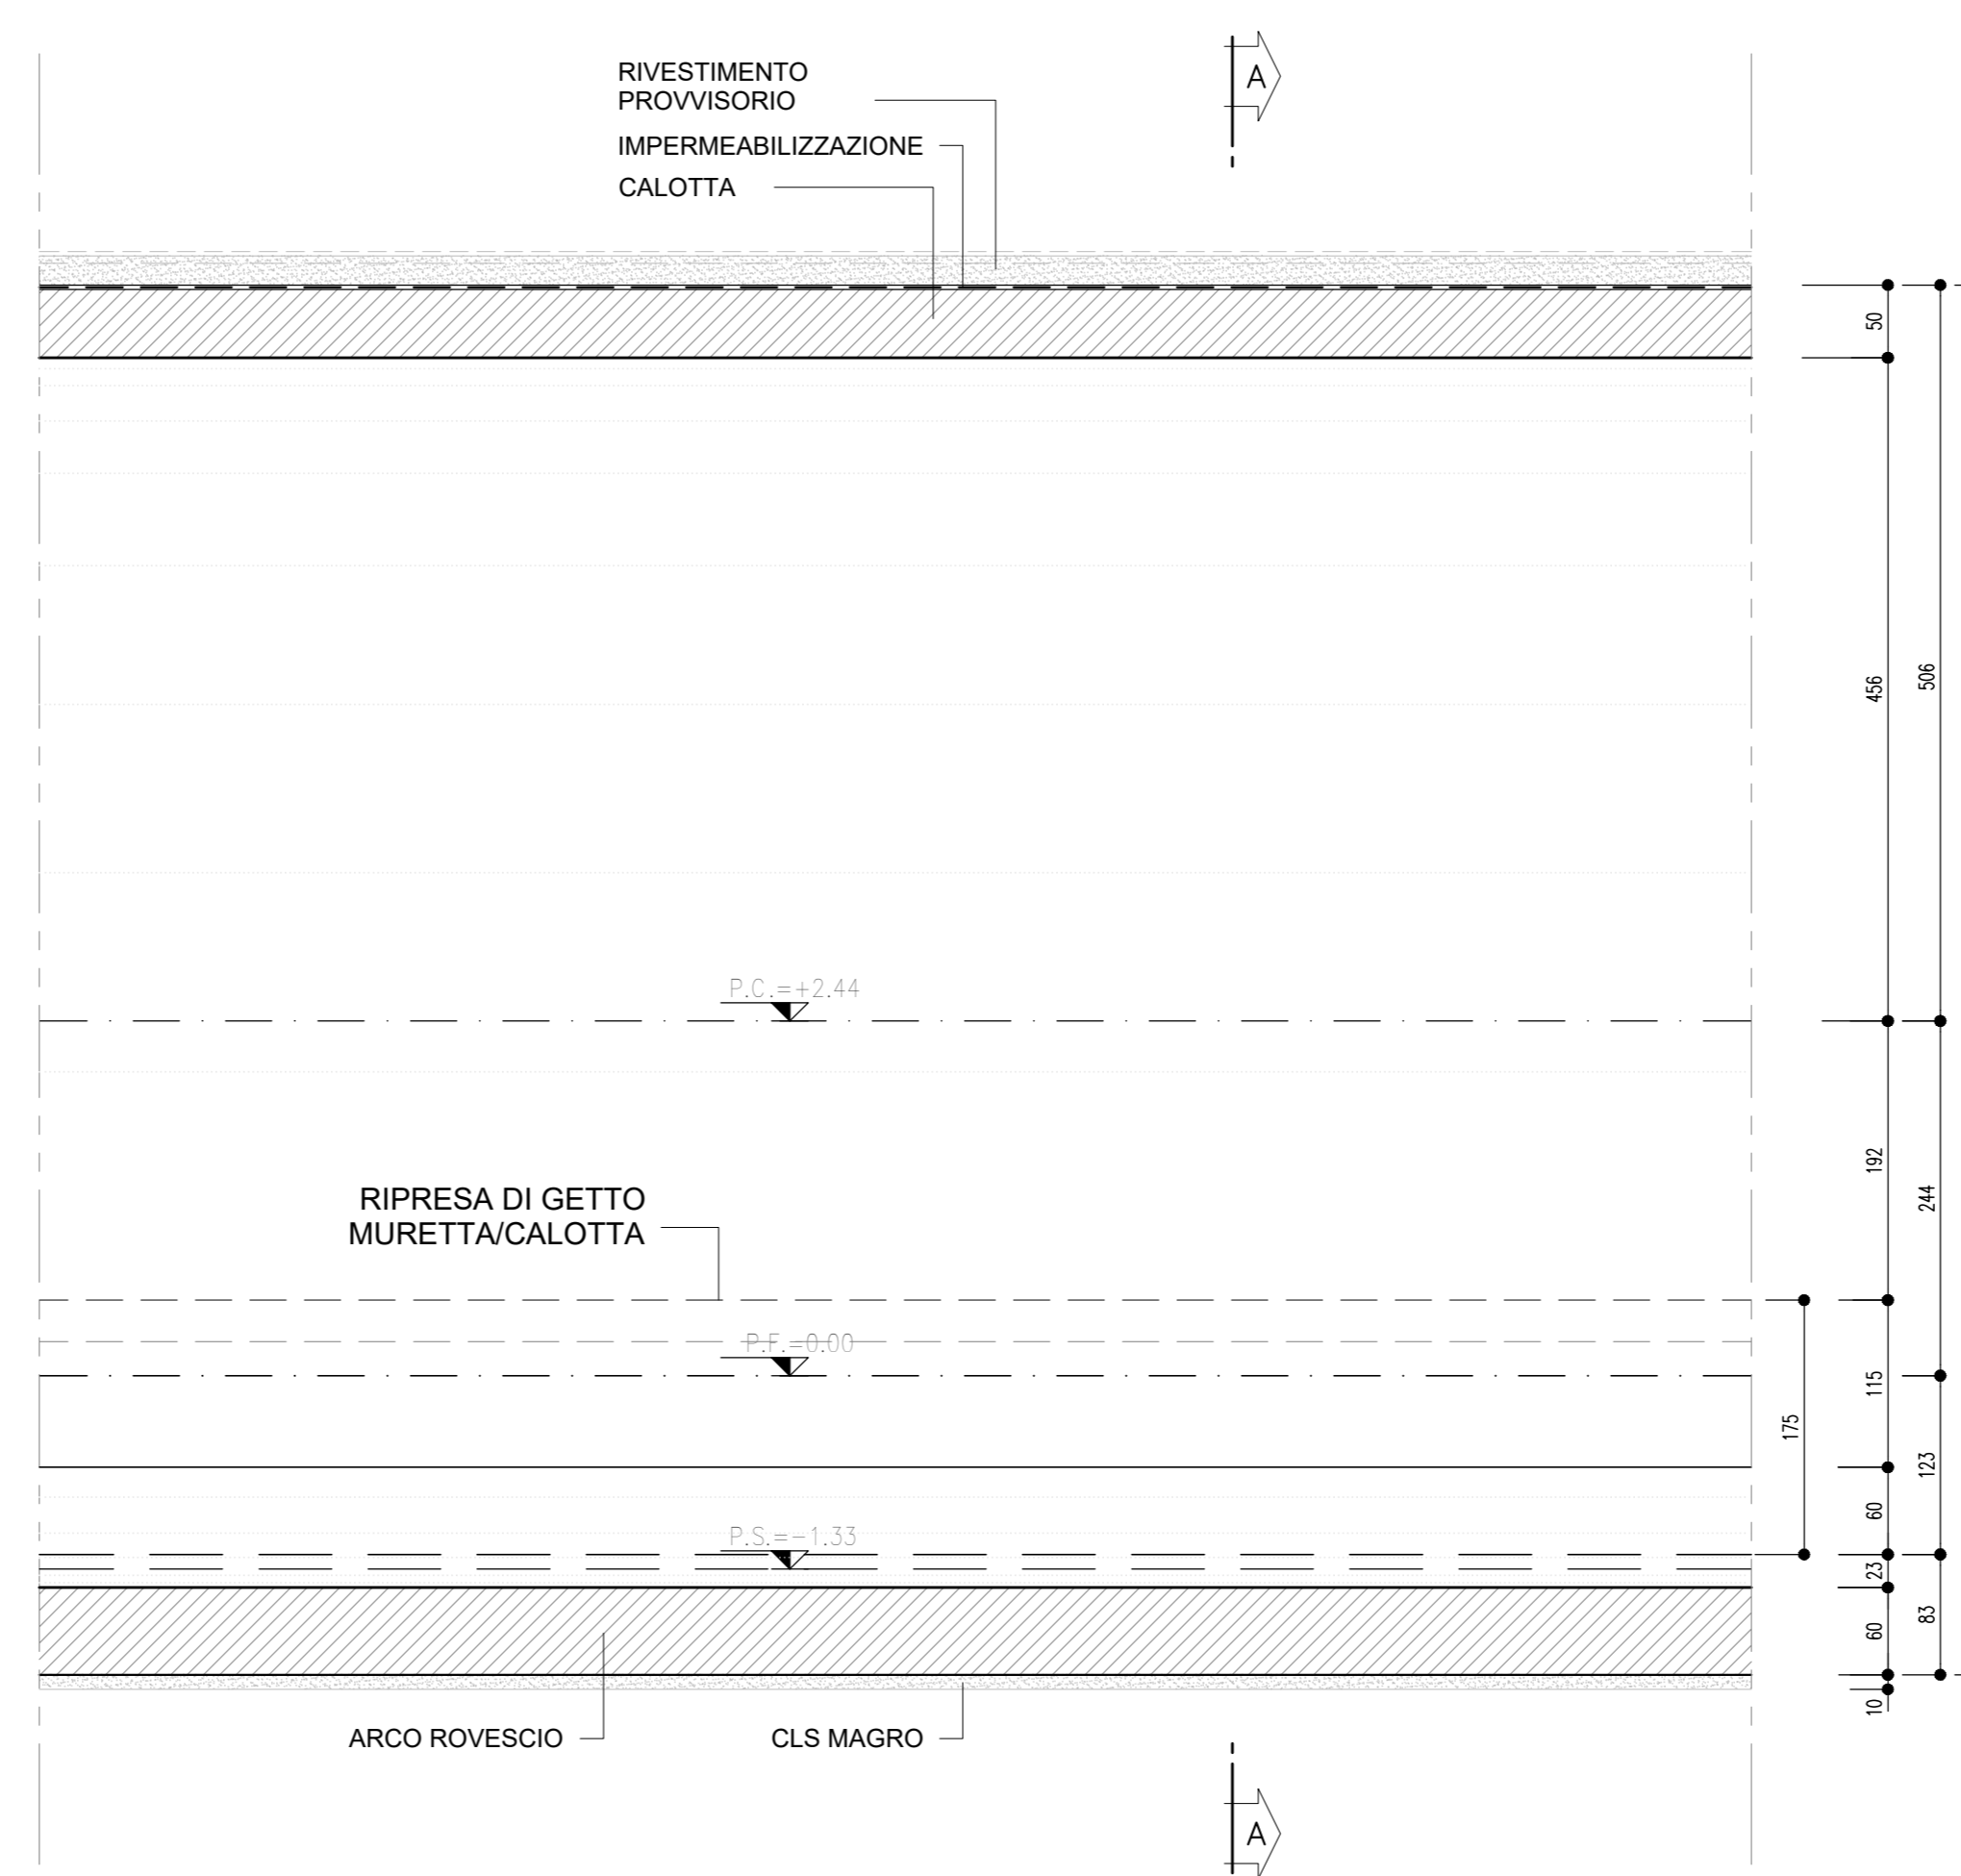 A
RIVESTIMENTO
PROVVISORIO
IMPERMEABILIZZAZIONE
CALOTTA
50
456
506
P.C.=+2.44
192
244
RIPRESA DI GETTO
MURETTA/CALOTTA
P.F.=0.00
115
175
123
60
P.S.=-1.33
23
83
60
10
ARCO ROVESCIO
CLS MAGRO
A